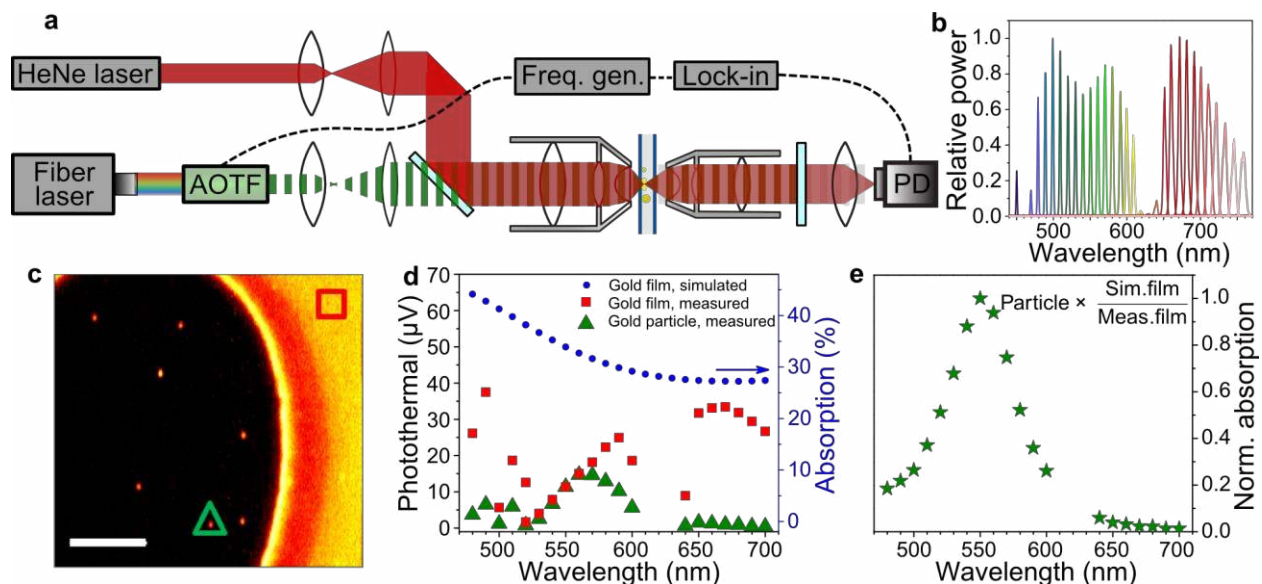 a
HeNe laser
Freq. gen.
Lock-in
Fiber
laser
AOTF
PD
b
Relative power
1.0
0.8
0.6
0.4
0.2
0.0
500
600
700
Wavelength (nm)
c
d
Photothermal (μV)
70
60
50
40
30
20
10
0
Gold film, simulated
Gold film, measured
Gold particle, measured
40
30
20
10
0
Absorption (%)
500
550
600
650
700
Wavelength (nm)
e
Particle × Sim.film
Meas.film
1.0
0.8
0.6
0.4
0.2
0.0
Norm. absorption
500
550
600
650
700
Wavelength (nm)